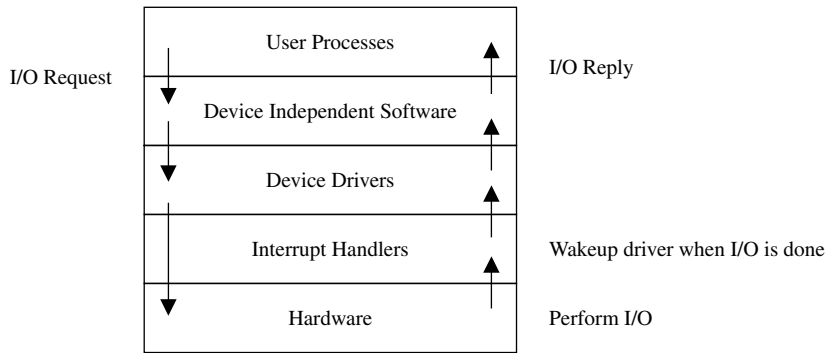 User Processes
I/O Request
I/O Reply
Device Independent Software
Device Drivers
Interrupt Handlers
Wakeup driver when I/O is done
Hardware
Perform I/O